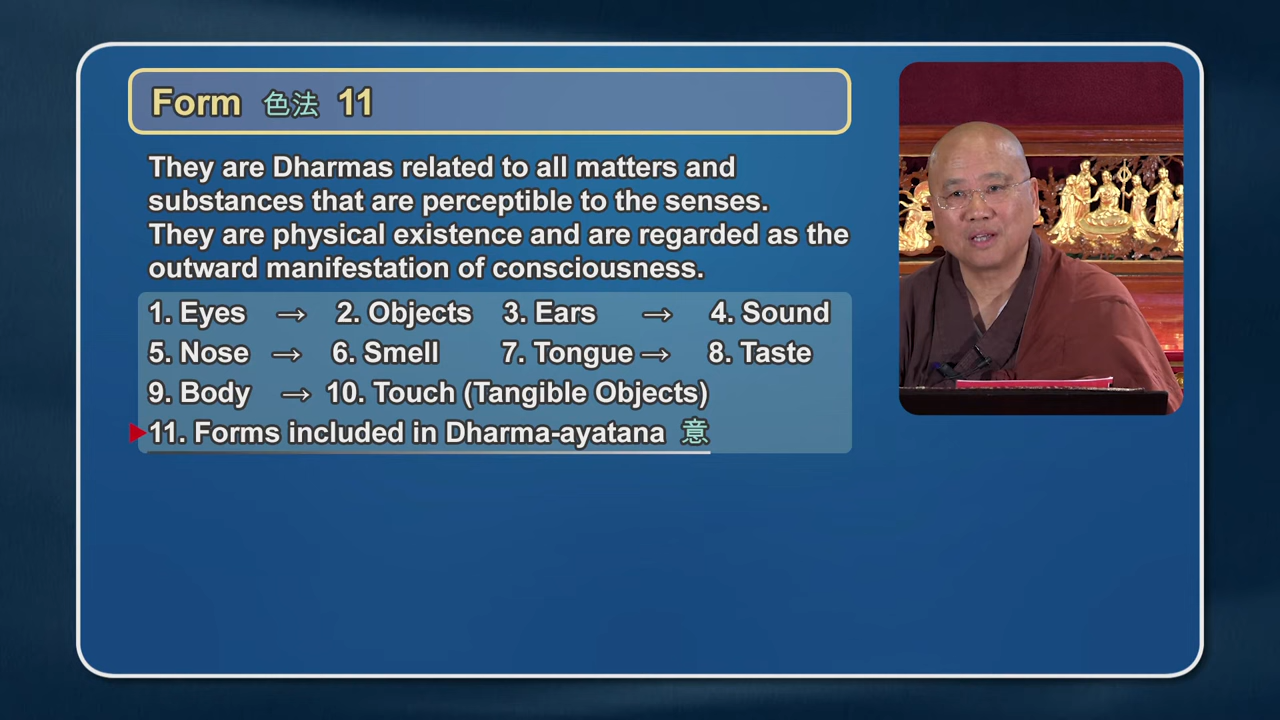 Form 色法 11
They are Dharmas related to all matters and
substances that are perceptible to the senses.
They are physical existence and are regarded as the
outward manifestation of consciousness.
1. Eyes → 2. Objects 3. Ears → 4. Sound
5. Nose → 6. Smell 7. Tongue → 8. Taste
9. Body → 10. Touch (Tangible Objects)
11. Forms included in Dharma-ayatana 意